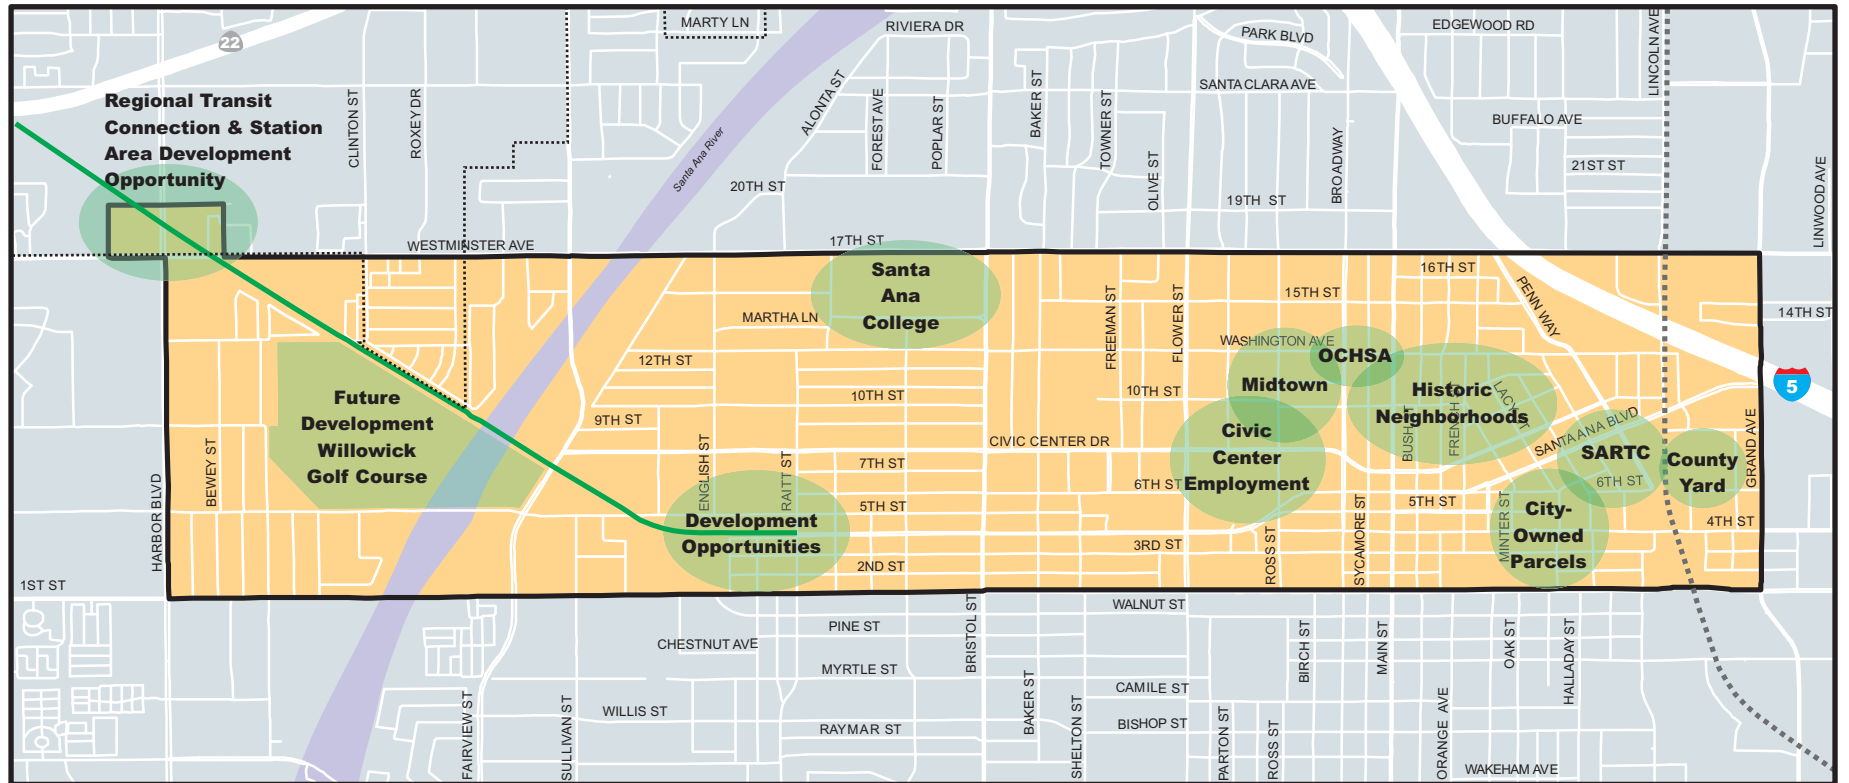 MARTY LN
RIVIERA DR
PARK BLVD
EDGEWOOD RD
LINCOLN AVE
22
Regional Transit
Connection & Station
Area Development
Opportunity
CLINTON ST
ROXEY DR
Santa Ana River
ALONTA ST
FOREST AVE
POPLAR ST
BAKER ST
TOWNER ST
OLIVE ST
SANTA CLARA AVE
BROADWAY
BUFFALO AVE
21ST ST
20TH ST
19TH ST
LINWOOD AVE
WESTMINSTER AVE
17TH ST
Santa
Ana
College
16TH ST
15TH ST
PENN WAY
14TH ST
MARTHA LN
FREEMAN ST
FLOWER ST
WASHINGTON AVE
OCHSA
12TH ST
Midtown
Historic
Neighborhoods
5
Future
Development
Willowick
Golf Course
10TH ST
10TH ST
LACY ST
FRENCH ST
BUSH ST
9TH ST
CIVIC CENTER DR
Civic
Center
Employment
SANTA ANA BLVD
SARTC
County
Yard
GRAND AVE
HARBOR BLVD
BEWEY ST
ENGLISH ST
RAITT ST
7TH ST
6TH ST
6TH ST
5TH ST
5TH ST
Development
Opportunities
City-
Owned
Parcels
MINTER ST
4TH ST
3RD ST
ROSS ST
SYCAMORE ST
2ND ST
1ST ST
WALNUT ST
BRISTOL ST
PINE ST
CHESTNUT AVE
MYRTLE ST
BIRCH ST
MAIN ST
OAK ST
HALLADAY ST
CAMILE ST
BISHOP ST
FAIRVIEW ST
SULLIVAN ST
WILLIS ST
RAYMAR ST
BAKER ST
SHELTON ST
PARTON ST
ROSS ST
ORANGE AVE
WAKEHAM AVE